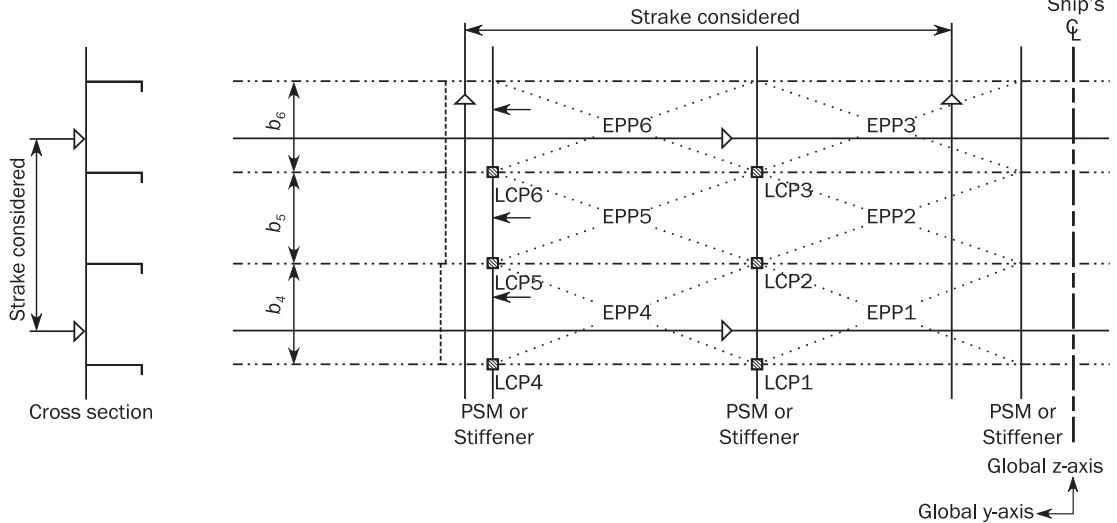 Ship's
℄
Strake considered
b6
EPP6
EPP3
LCP6
LCP3
Strake considered
b5
EPP5
EPP2
LCP5
LCP2
b4
EPP4
EPP1
LCP4
LCP1
Cross section
PSM or
Stiffener
PSM or
Stiffener
PSM or
Stiffener
Global z-axis
Global y-axis